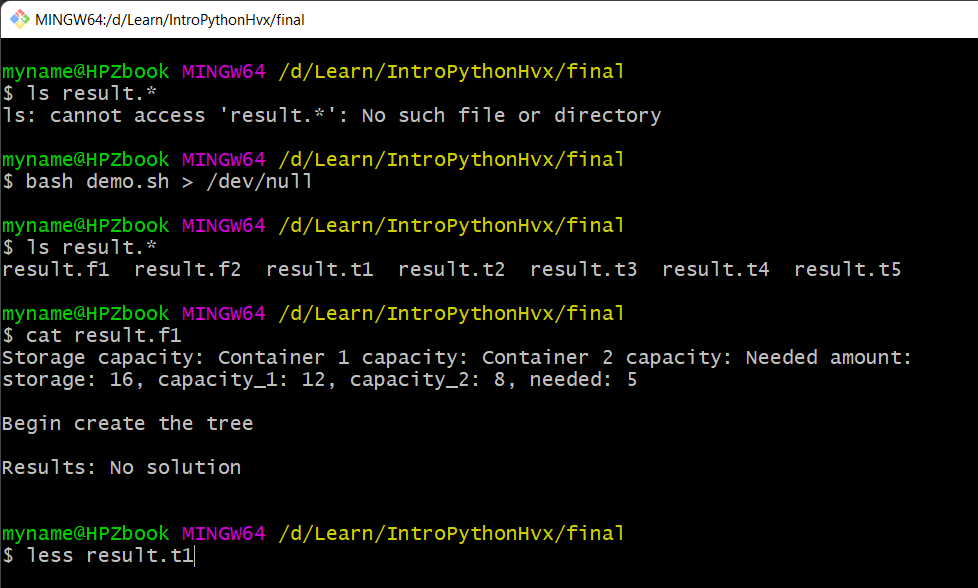 MINGW64:/d/Learn/IntroPythonHvx/final
myname@HPZbook MINGW64 /d/Learn/IntroPythonHvx/final
$ ls result.*
ls: cannot access 'result.*': No such file or directory
myname@HPZbook MINGW64 /d/Learn/IntroPythonHvx/final
$ bash demo.sh > /dev/null
myname@HPZbook MINGW64 /d/Learn/IntroPythonHvx/final
$ ls result.*
result.f1  result.f2  result.t1  result.t2  result.t3  result.t4  result.t5
myname@HPZbook MINGW64 /d/Learn/IntroPythonHvx/final
$ cat result.f1
Storage capacity: Container 1 capacity: Container 2 capacity: Needed amount:
storage: 16, capacity_1: 12, capacity_2: 8, needed: 5
Begin create the tree
Results: No solution
myname@HPZbook MINGW64 /d/Learn/IntroPythonHvx/final
$ less result.t1